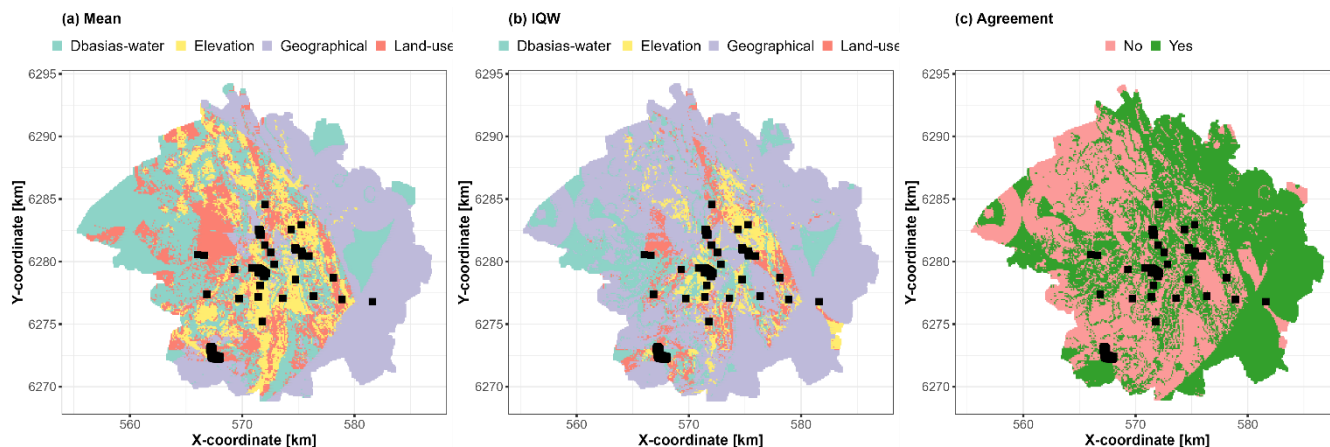 (a) Mean
Dbasias-water Elevation Geographical Land-use
6295
6290
6285
6280
6275
6270
Y-coordinate [km]
560 570 580
X-coordinate [km]
(b) IQW
Dbasias-water Elevation Geographical Land-use
6295
6290
6285
6280
6275
6270
Y-coordinate [km]
560 570 580
X-coordinate [km]
(c) Agreement
No Yes
6295
6290
6285
6280
6275
6270
Y-coordinate [km]
560 570 580
X-coordinate [km]